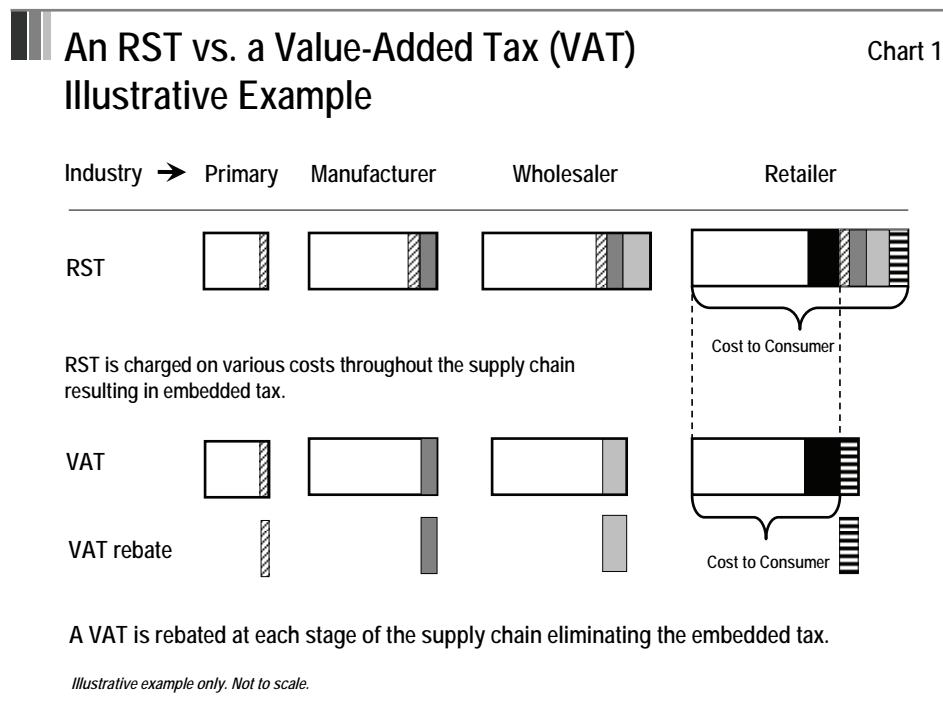 An RST vs. a Value-Added Tax (VAT)
Illustrative Example
Chart 1
Industry → Primary Manufacturer Wholesaler Retailer
RST
Cost to Consumer
RST is charged on various costs throughout the supply chain
resulting in embedded tax.
VAT
VAT rebate
Cost to Consumer
A VAT is rebated at each stage of the supply chain eliminating the embedded tax.
Illustrative example only. Not to scale.